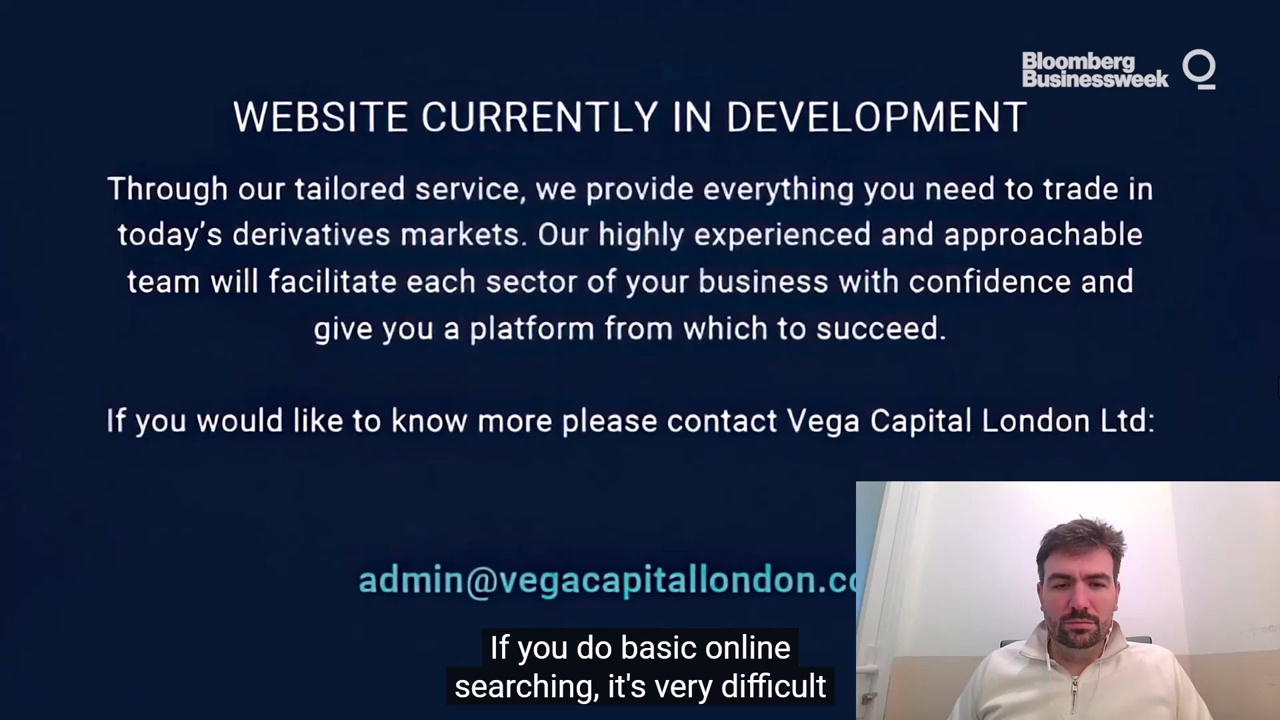 Bloomberg
Businessweek
WEBSITE CURRENTLY IN DEVELOPMENT
Through our tailored service, we provide everything you need to trade in
today’s derivatives markets. Our highly experienced and approachable
team will facilitate each sector of your business with confidence and
give you a platform from which to succeed.
If you would like to know more please contact Vega Capital London Ltd:
admin@vegacapitallondon.co
If you do basic online
searching, it's very difficult